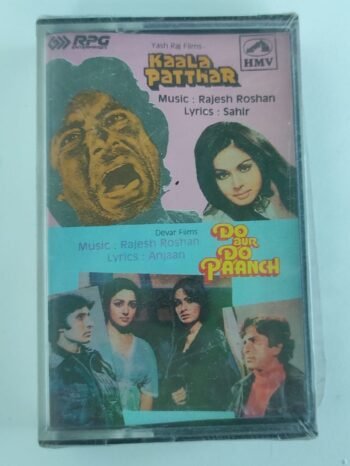 RPG
Yash Raj Films
HMV
KAALA
PATTHAR
Music : Rajesh Roshan
Lyrics : Sahir
Devar Films
Music : Rajesh Roshan
Lyrics : Anjaan
DO
AUR
DO
PAANCH